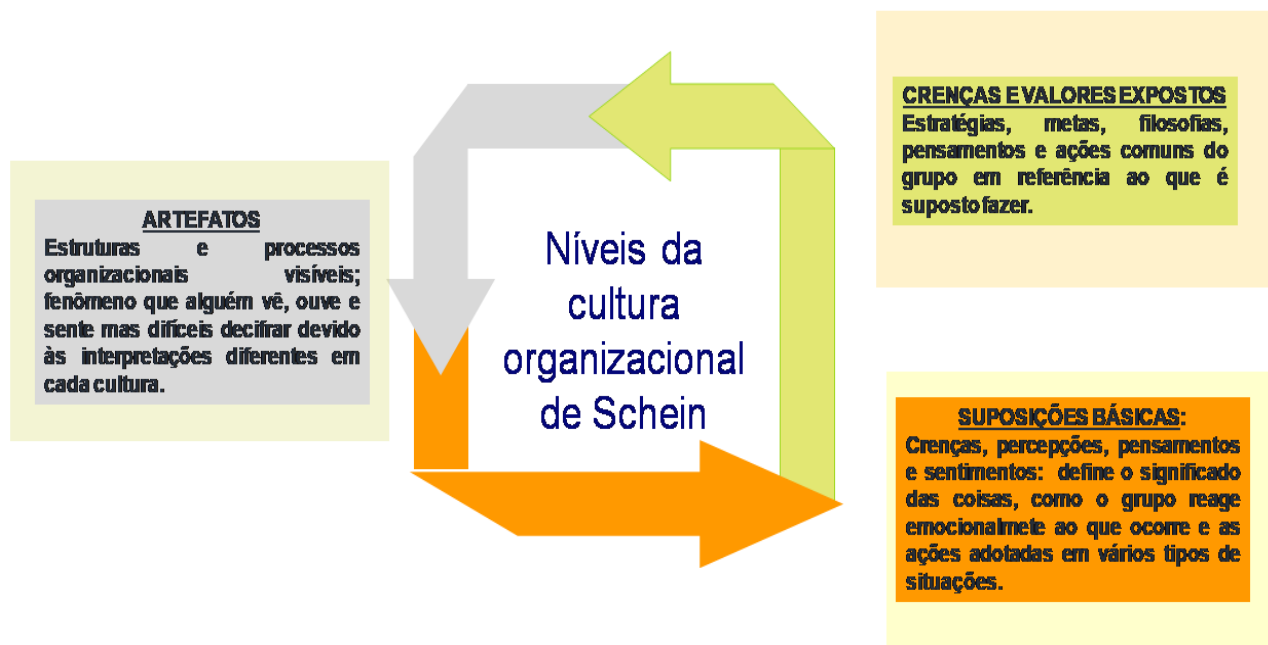 CRENÇAS E VALORES EXPOSTOS
Estratégias, metas, filosofias,
pensamentos e ações comuns do
grupo em referência ao que é
suposto fazer.
ARTEFATOS
Estruturas e processos
organizacionais visíveis;
fenômeno que alguém vê, ouve e
sente mas difíceis decifrar devido
às interpretações diferentes em
cada cultura.
Níveis da
cultura
organizacional
de Schein
SUPOSIÇÕES BÁSICAS:
Crenças, percepções, pensamentos
e sentimentos: define o significado
das coisas, como o grupo reage
emocionalmete ao que ocorre e as
ações adotadas em vários tipos de
situações.